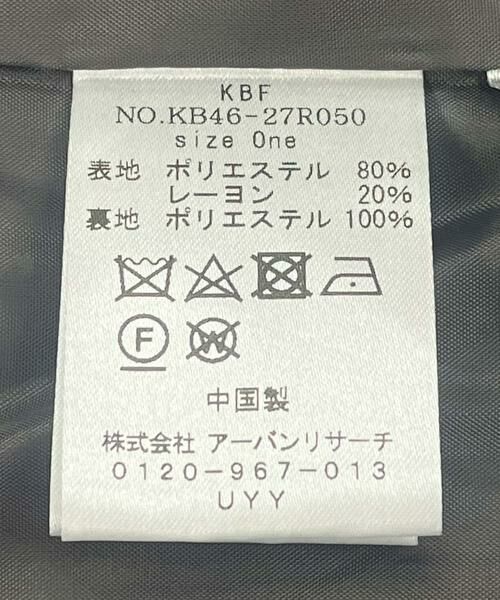 KBF
NO.KB46-27R050
size One
表地 ポリエステル 80%
レーヨン 20%
裏地 ポリエステル 100%
F
W
中国製
株式会社 アーバンリサーチ
0120-967-013
UYY